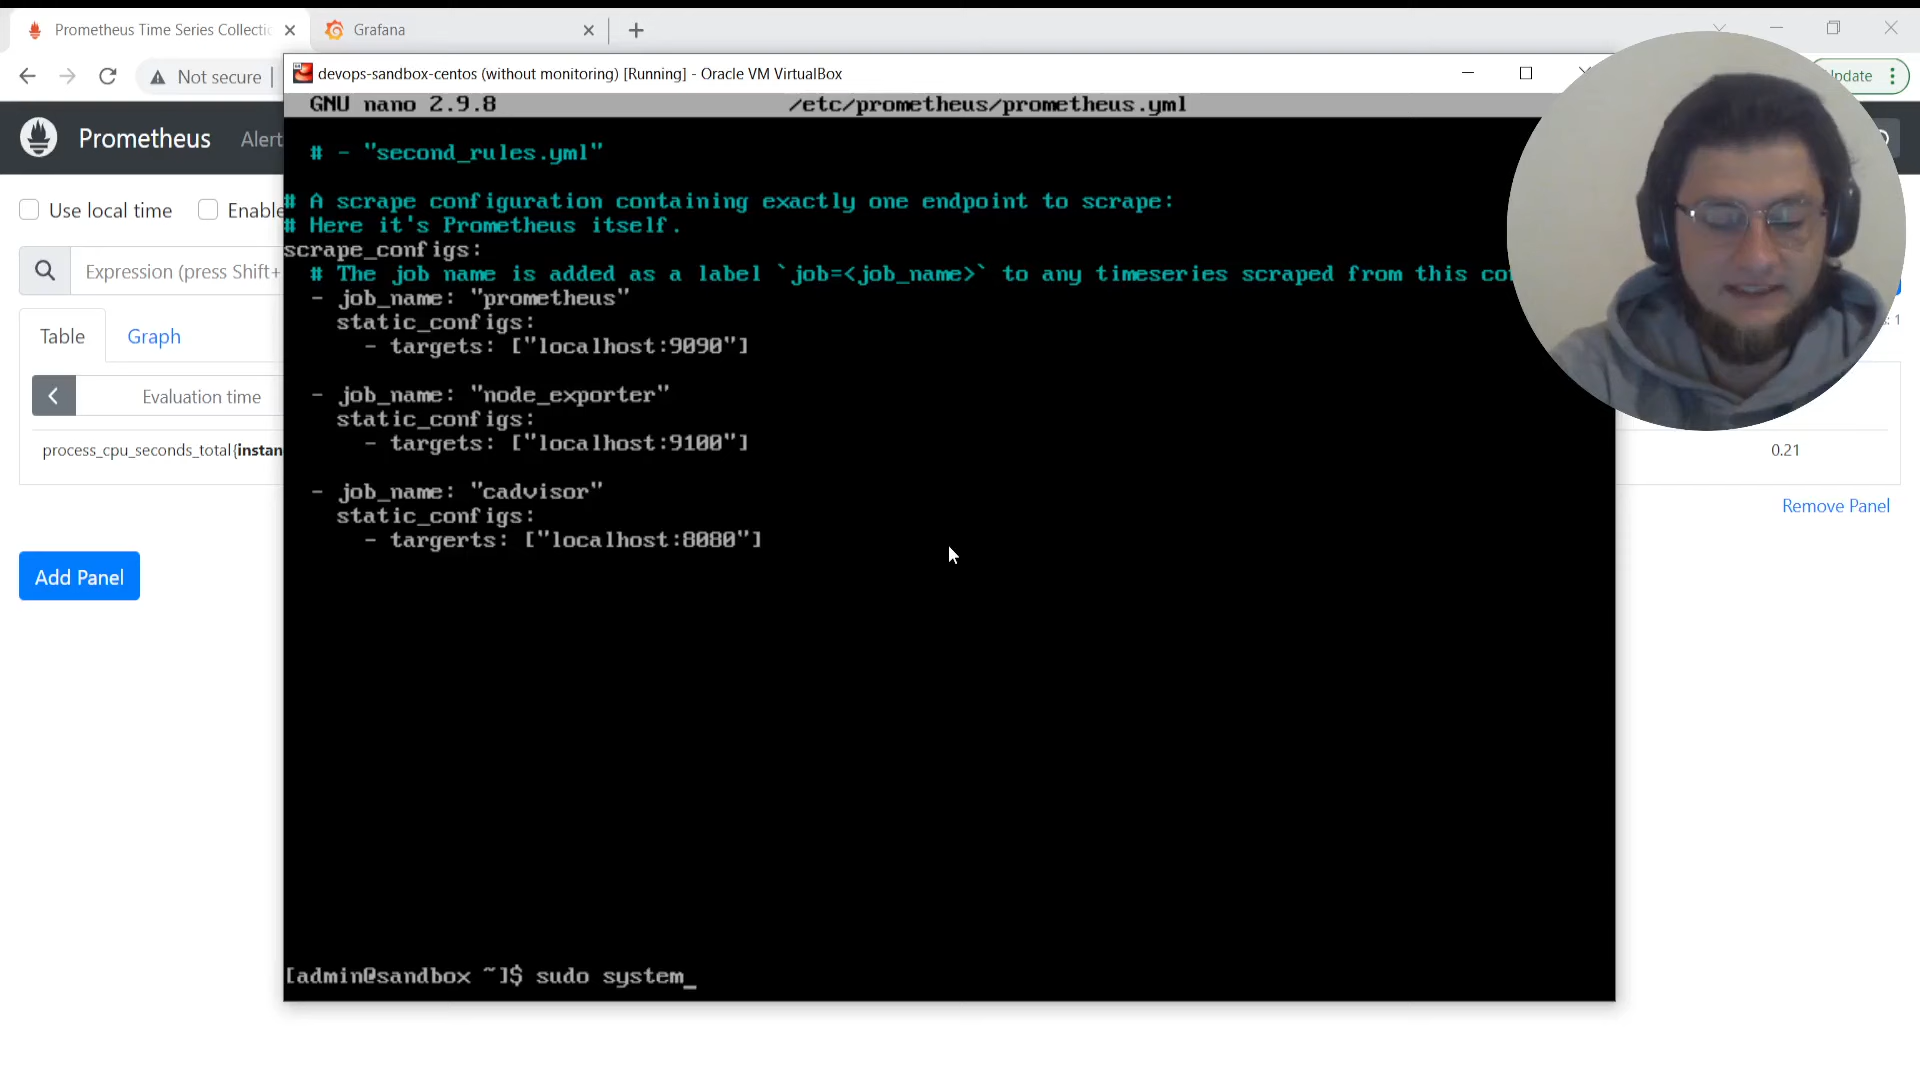 Prometheus Time Series Collectio
Grafana
Not secure
devops-sandbox-centos (without monitoring) [Running] - Oracle VM VirtualBox
Update
GNU nano 2.9.8 /etc/prometheus/prometheus.yml
Prometheus
Alert
# - "second_rules.yml"
Use local time
Enable
# A scrape configuration containing exactly one endpoint to scrape:
# Here it's Prometheus itself.
scrape_configs:
Expression (press Shift+
# The job name is added as a label `job=<job_name>` to any timeseries scraped from this co
- job_name: "prometheus"
static_configs:
- targets: ["localhost:9090"]
Table
Graph
: 1
- job_name: "node_exporter"
static_configs:
- targets: ["localhost:9100"]
Evaluation time
process_cpu_seconds_total{instan
0.21
- job_name: "cadvisor"
static_configs:
- targerts: ["localhost:8080"]
Remove Panel
Add Panel
[admin@sandbox ~]$ sudo system_